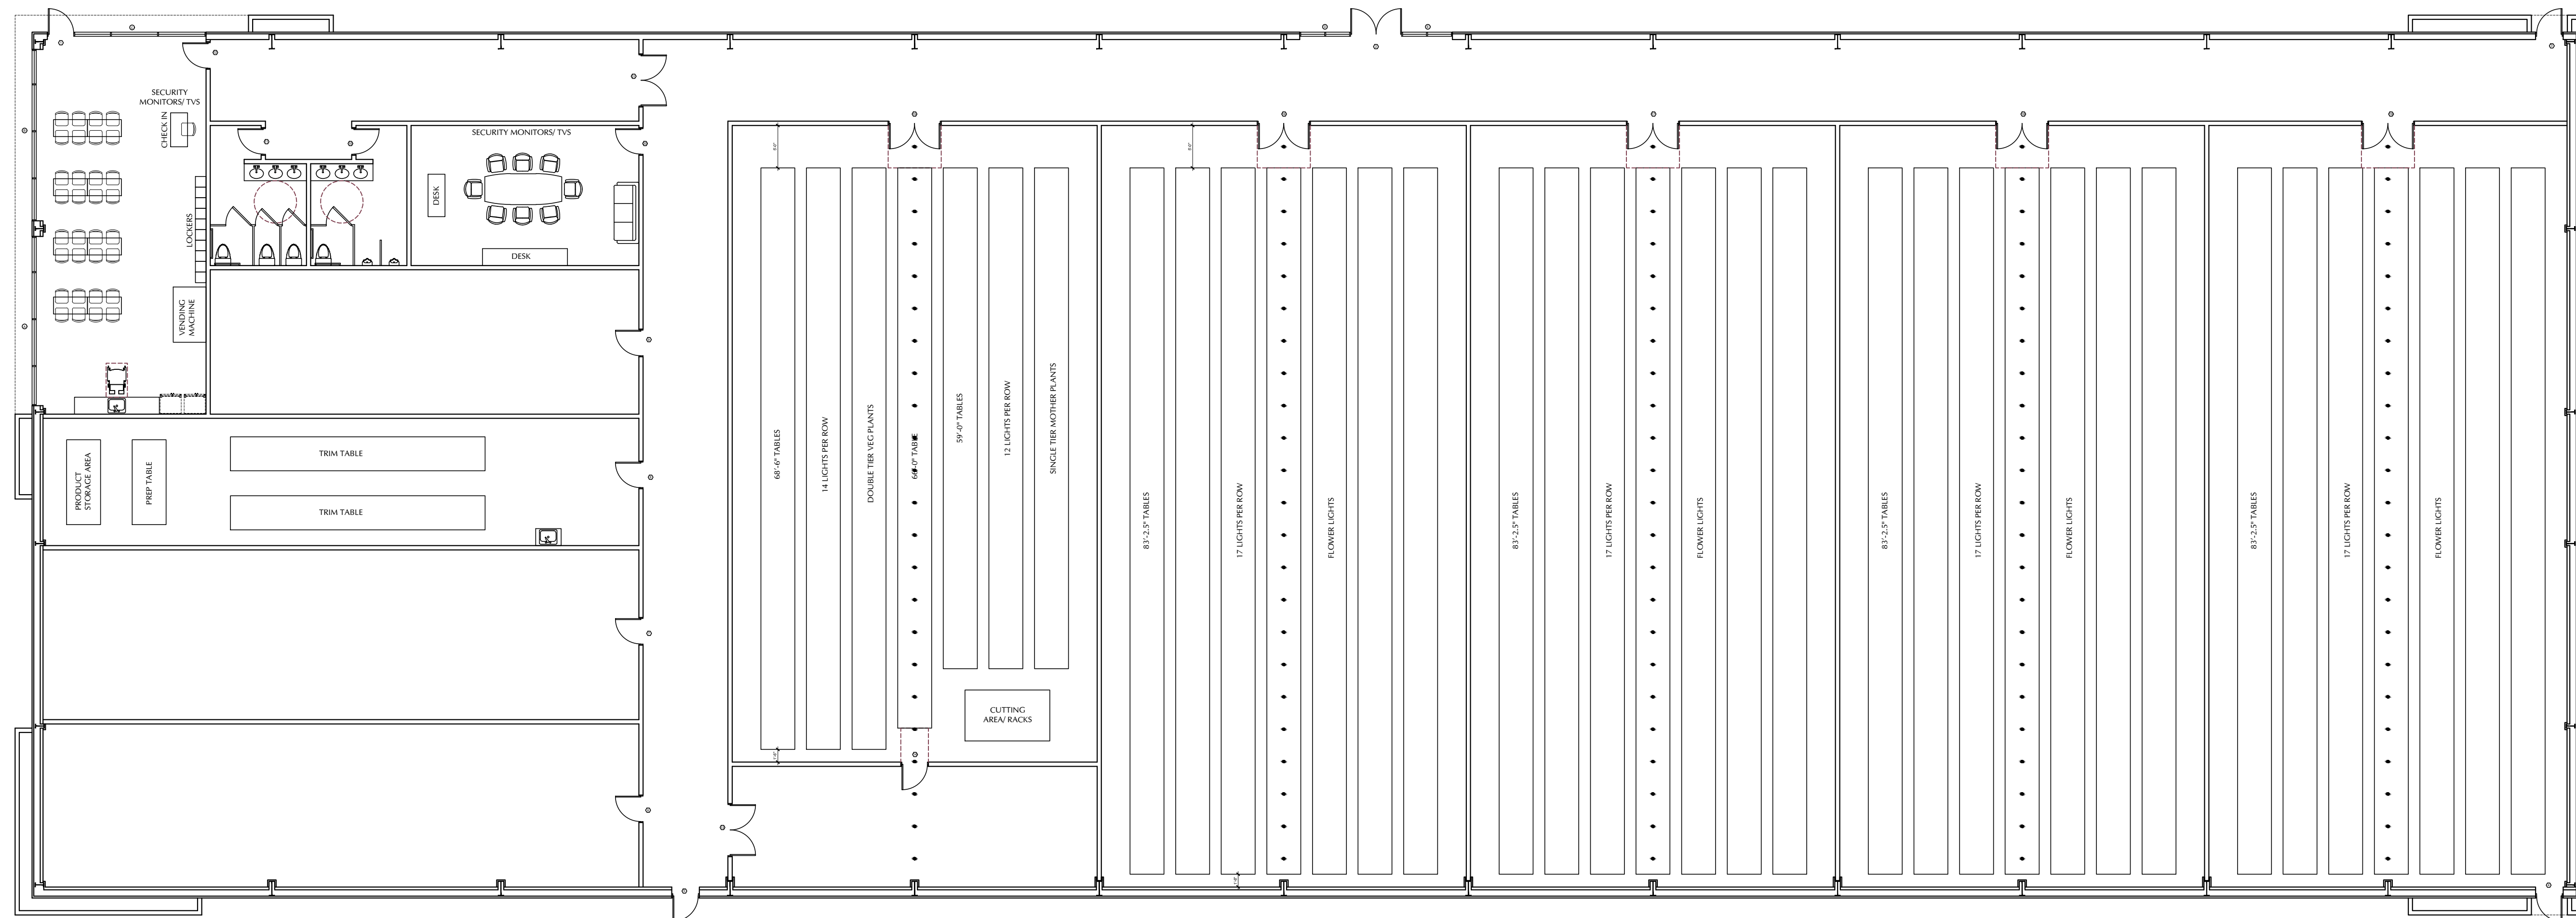 SECURITY
MONITORS/ TVS
CHECK IN
LOCKERS
VENDING
MACHINE
SECURITY MONITORS/ TVS
DESK
DESK
PRODUCT
STORAGE AREA
PREP TABLE
TRIM TABLE
TRIM TABLE
5'-0"
68'-6" TABLES
14 LIGHTS PER ROW
DOUBLE TIER VEG PLANTS
59'-0" TABLES
12 LIGHTS PER ROW
SINGLE TIER MOTHER PLANTS
CUTTING
AREA/ RACKS
5'-0"
83'-2.5" TABLES
17 LIGHTS PER ROW
FLOWER LIGHTS
83'-2.5" TABLES
17 LIGHTS PER ROW
FLOWER LIGHTS
83'-2.5" TABLES
17 LIGHTS PER ROW
FLOWER LIGHTS
83'-2.5" TABLES
17 LIGHTS PER ROW
FLOWER LIGHTS